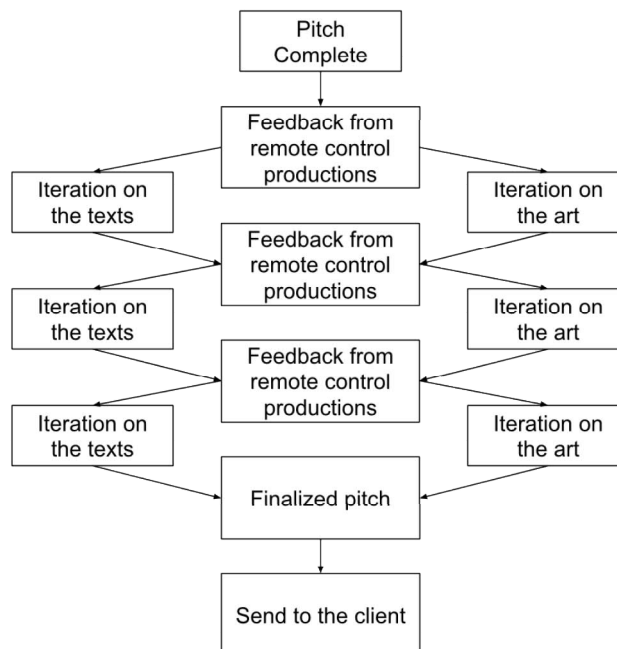 Pitch
Complete
Feedback from
remote control
productions
Iteration on
the texts
Iteration on
the art
Feedback from
remote control
productions
Iteration on
the texts
Iteration on
the art
Feedback from
remote control
productions
Iteration on
the texts
Iteration on
the art
Finalized pitch
Send to the client